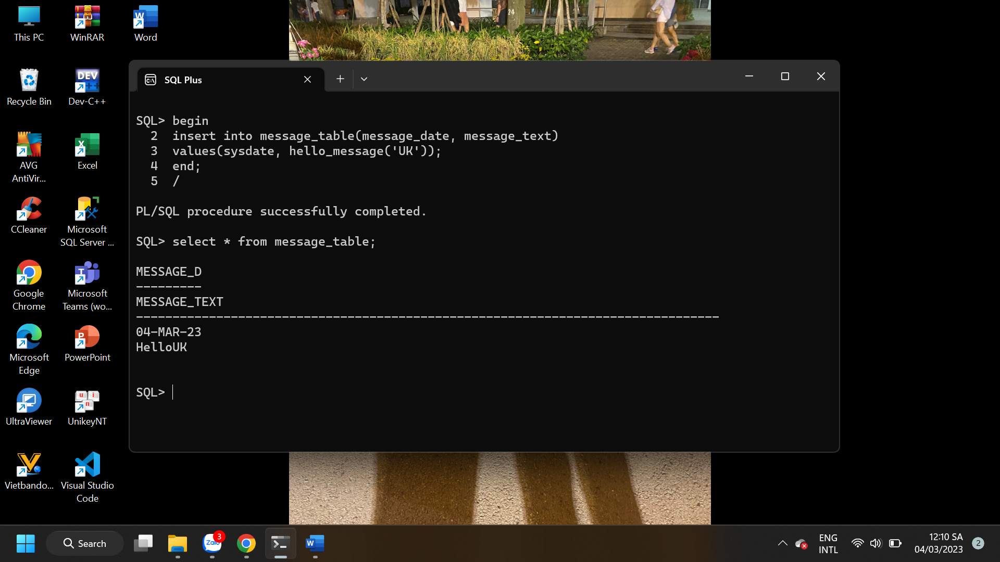 This PC
WinRAR
Word
24
Recycle Bin
Dev-C++
DEV
AVG
AntiVir...
Excel
CCleaner
Microsoft
SQL Server ...
Google
Chrome
Microsoft
Teams (wo...
Microsoft
Edge
PowerPoint
UltraViewer
UnikeyNT
Vietbando...
Visual Studio
Code
SQL Plus
SQL> begin
2 insert into message_table(message_date, message_text)
3 values(sysdate, hello_message('UK'));
4 end;
5 /
PL/SQL procedure successfully completed.
SQL> select * from message_table;
MESSAGE_D
---------
MESSAGE_TEXT
--------------------------------------------------------------------------------
04-MAR-23
HelloUK
SQL>
Search
Zalo
3
ENG
INTL
12:10 SA
04/03/2023
2